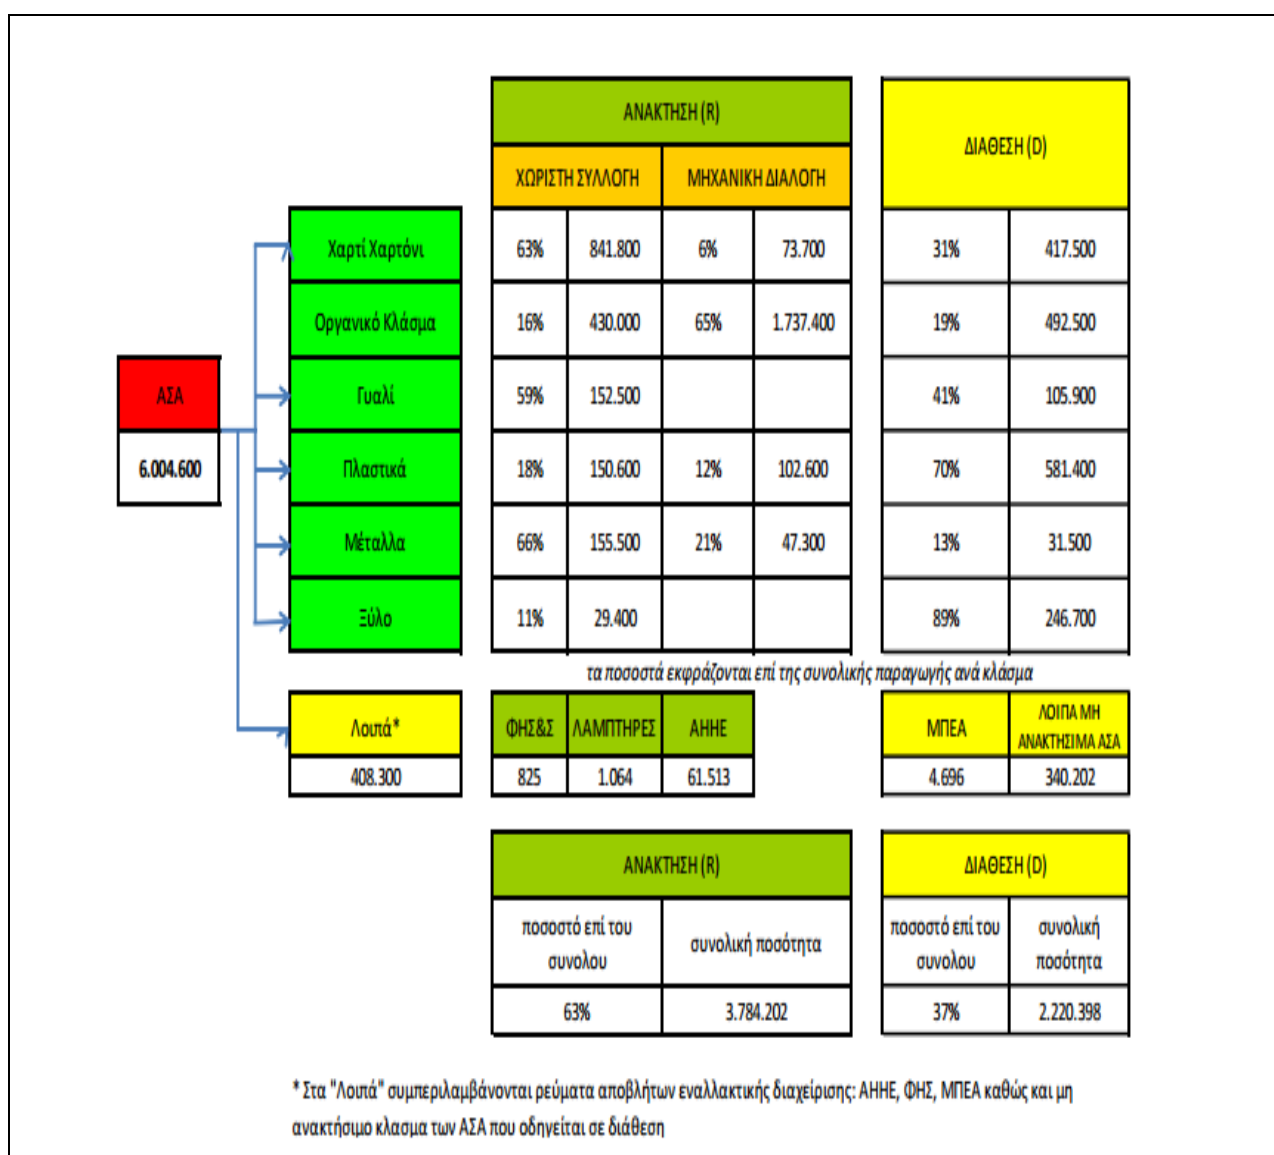 ΑΝΑΚΤΗΣΗ (R)
ΔΙΑΘΕΣΗ (D)
ΧΩΡΙΣΤΗ ΣΥΛΛΟΓΗ ΜΗΧΑΝΙΚΗ ΔΙΑΛΟΓΗ
Χαρτί Χαρτόνι 63% 841.800 6% 73.700 31% 417.500
Οργανικό Κλάσμα 16% 430.000 65% 1.737.400 19% 492.500
ΑΣΑ
Γυαλί 59% 152.500 41% 105.900
6.004.600
Πλαστικά 18% 150.600 12% 102.600 70% 581.400
Μέταλλα 66% 155.500 21% 47.300 13% 31.500
Ξύλο 11% 29.400 89% 246.700
τα ποσοστά εκφράζονται επί της συνολικής παραγωγής ανά κλάσμα
Λοιπά* ΦΗΣ&Σ ΛΑΜΠΤΗΡΕΣ ΑΗΗΕ ΜΠΕΑ ΛΟΙΠΑ ΜΗ
ΑΝΑΚΤΗΣΙΜΑ ΑΣΑ
408.300 825 1.064 61.513 4.696 340.202
ΑΝΑΚΤΗΣΗ (R) ΔΙΑΘΕΣΗ (D)
ποσοστό επί του
συνολου
συνολική ποσότητα
ποσοστό επί του
συνολου
συνολική
ποσότητα
63% 3.784.202 37% 2.220.398
* Στα "Λοιπά" συμπεριλαμβάνονται ρεύματα αποβλήτων εναλλακτικής διαχείρισης: ΑΗΗΕ, ΦΗΣ, ΜΠΕΑ καθώς και μη
ανακτήσιμο κλασμα των ΑΣΑ που οδηγείται σε διάθεση